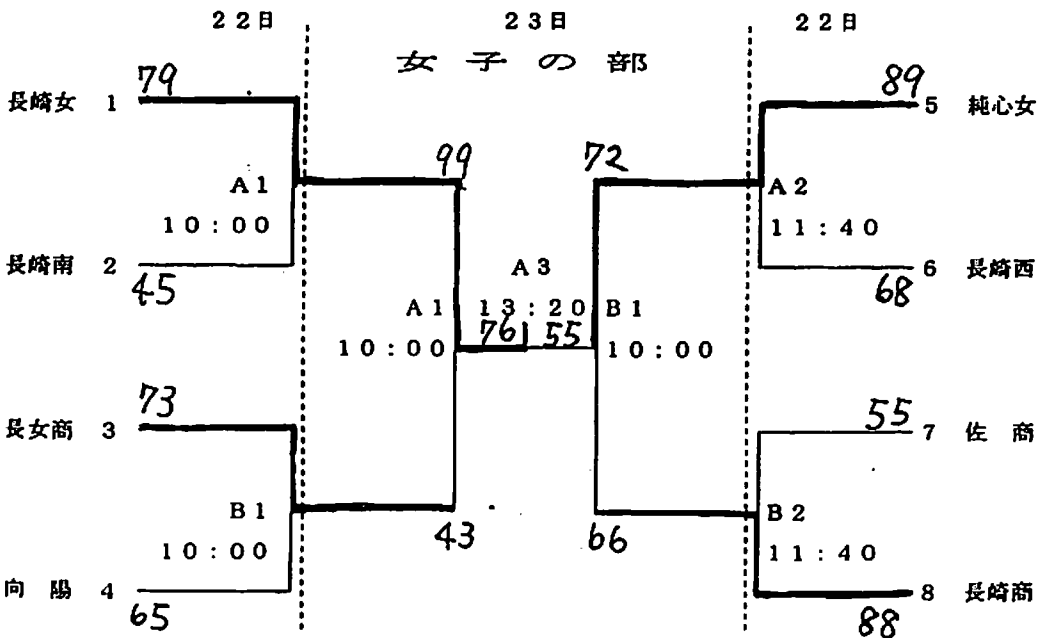 22日 23日 22日
女子の部
79 89
長崎女 1 5 純心女
99 72
A1 A2
10:00 11:40
長崎南 2 6 長崎西
45 68
A3
A1 13:20 B1
76 55
10:00 10:00
73 55
長女商 3 7 佐商
B1 B2
43 66
10:00 11:40
向陽 4 8 長崎商
65 88